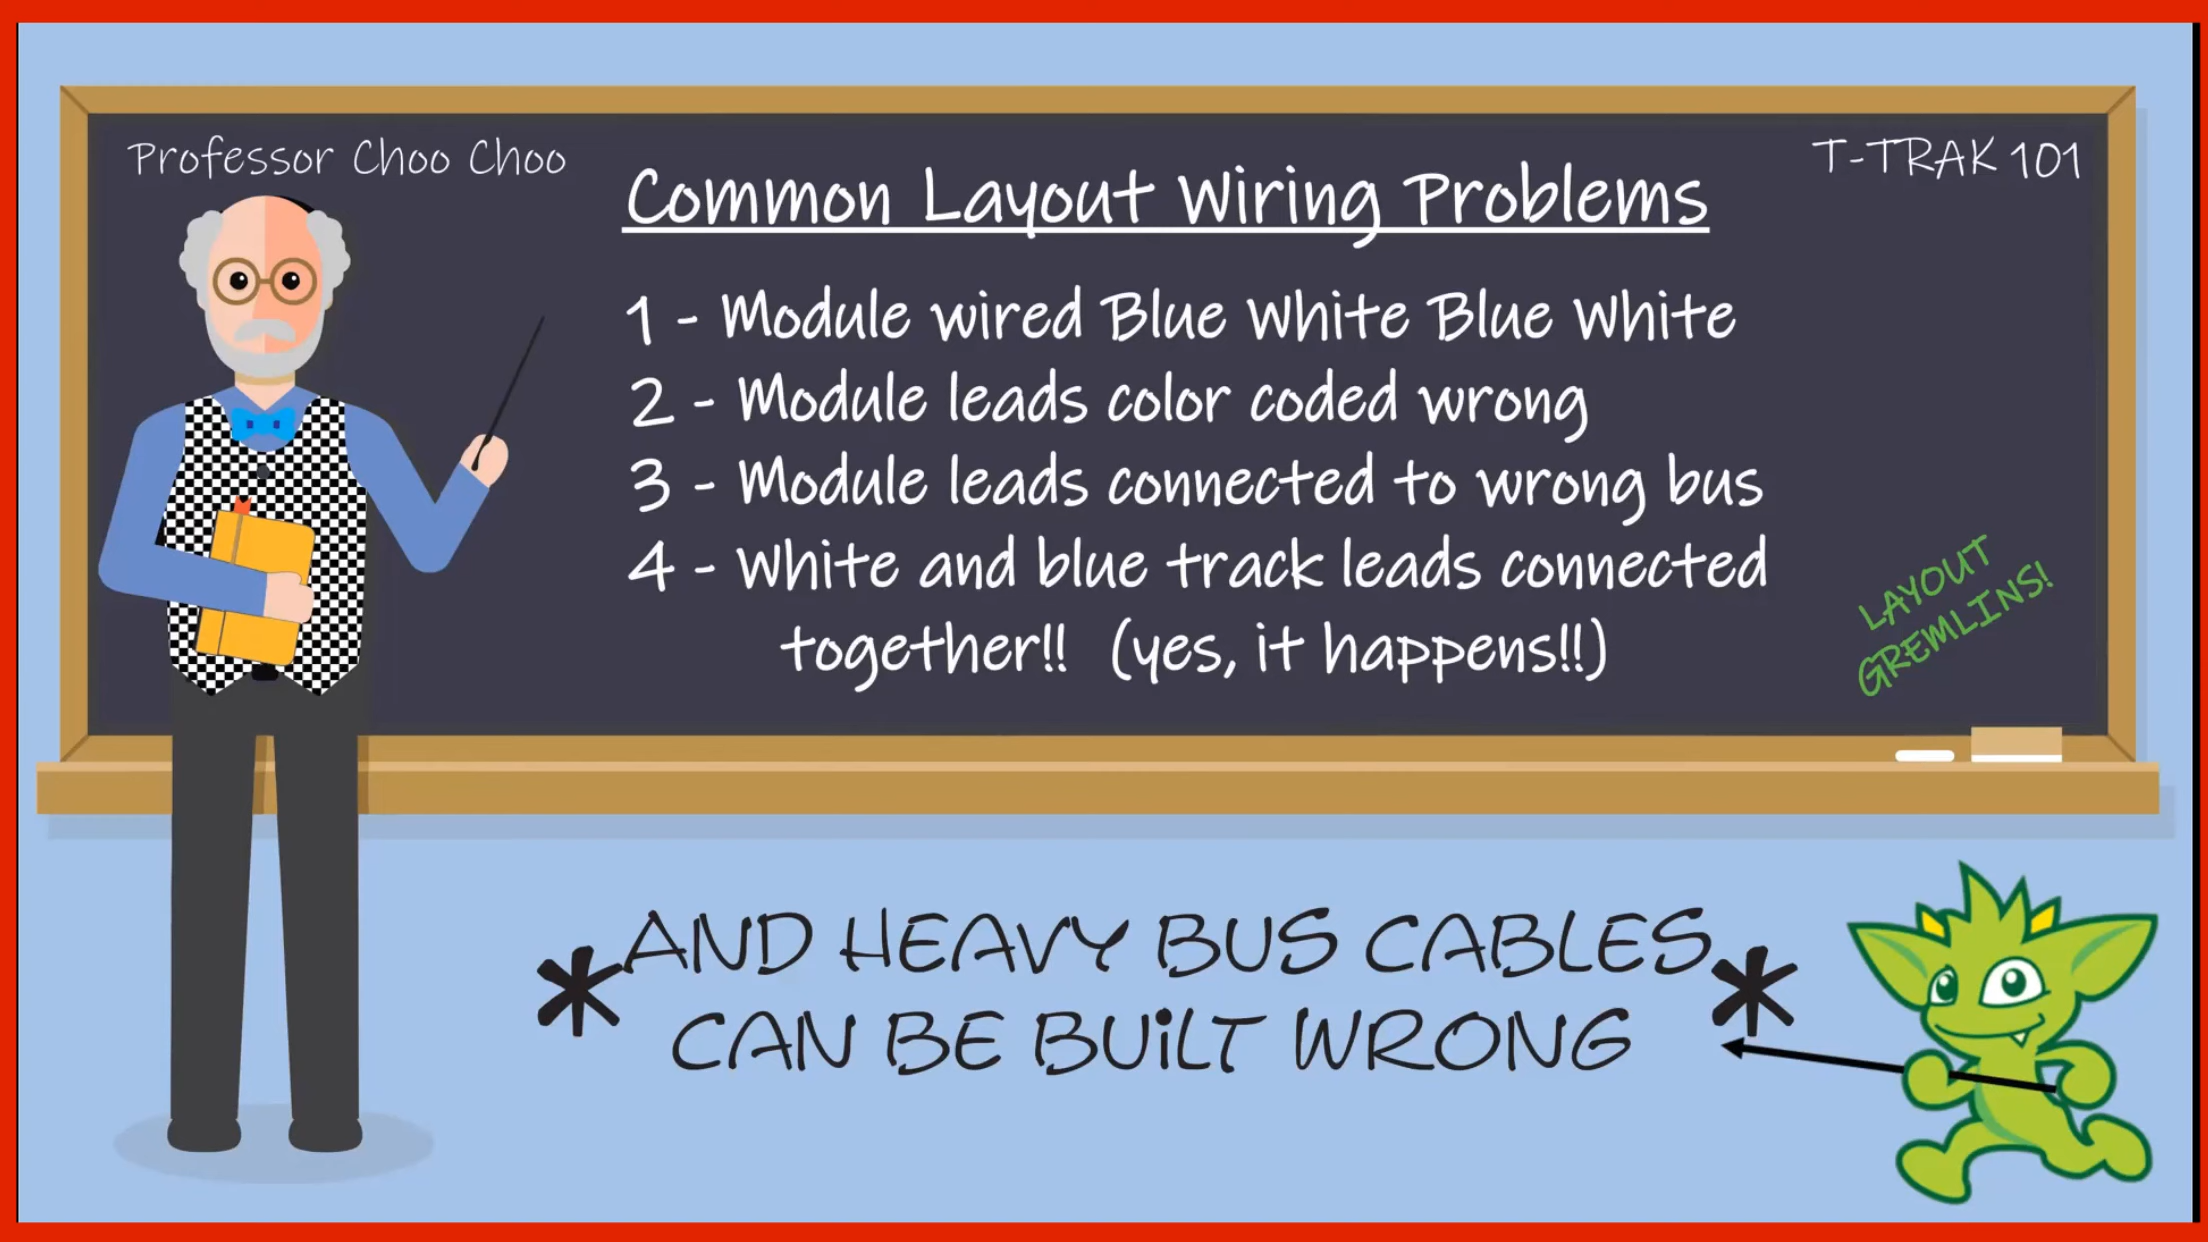 Professor Choo Choo
T-TRAK 101
Common Layout Wiring Problems
1 - Module wired Blue White Blue White
2 - Module leads color coded wrong
3 - Module leads connected to wrong bus
4 - White and blue track leads connected
together!! (yes, it happens!!)
LAYOUT
GREMLINS!
*AND HEAVY BUS CABLES*
CAN BE BUiLT WRONG